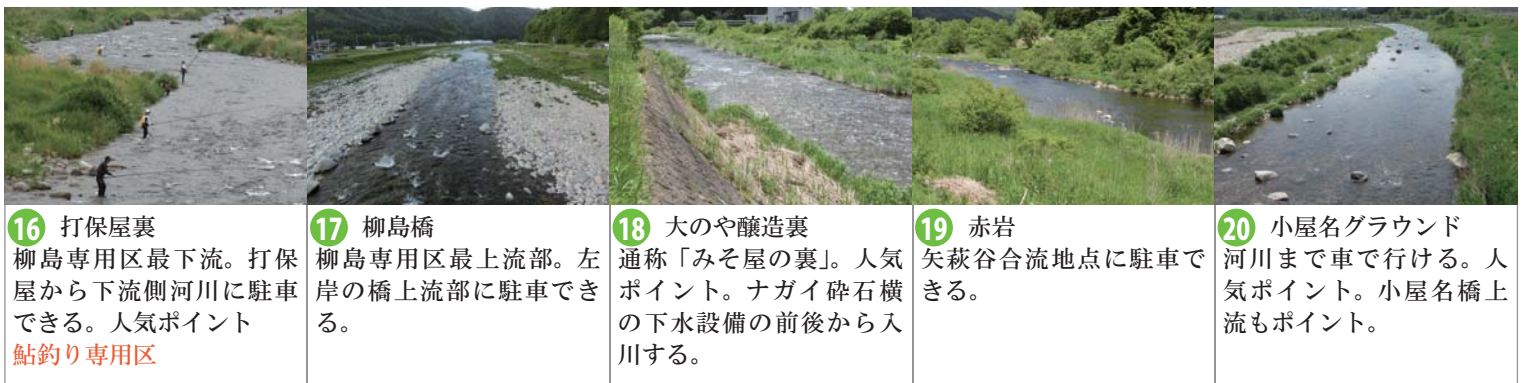 16 打保屋裏
柳島専用区最下流。打保
屋から下流側河川に駐車
できる。人気ポイント
鮎釣り専用区
17 柳島橋
柳島専用区最上流部。左
岸の橋上流部に駐車でき
る。
18 大のや醸造裏
通称「みそ屋の裏」。人気
ポイント。ナガイ砕石横
の下水設備の前後から入
川する。
19 赤岩
矢萩谷合流地点に駐車で
きる。
20 小屋名グラウンド
河川まで車で行ける。人
気ポイント。小屋名橋上
流もポイント。